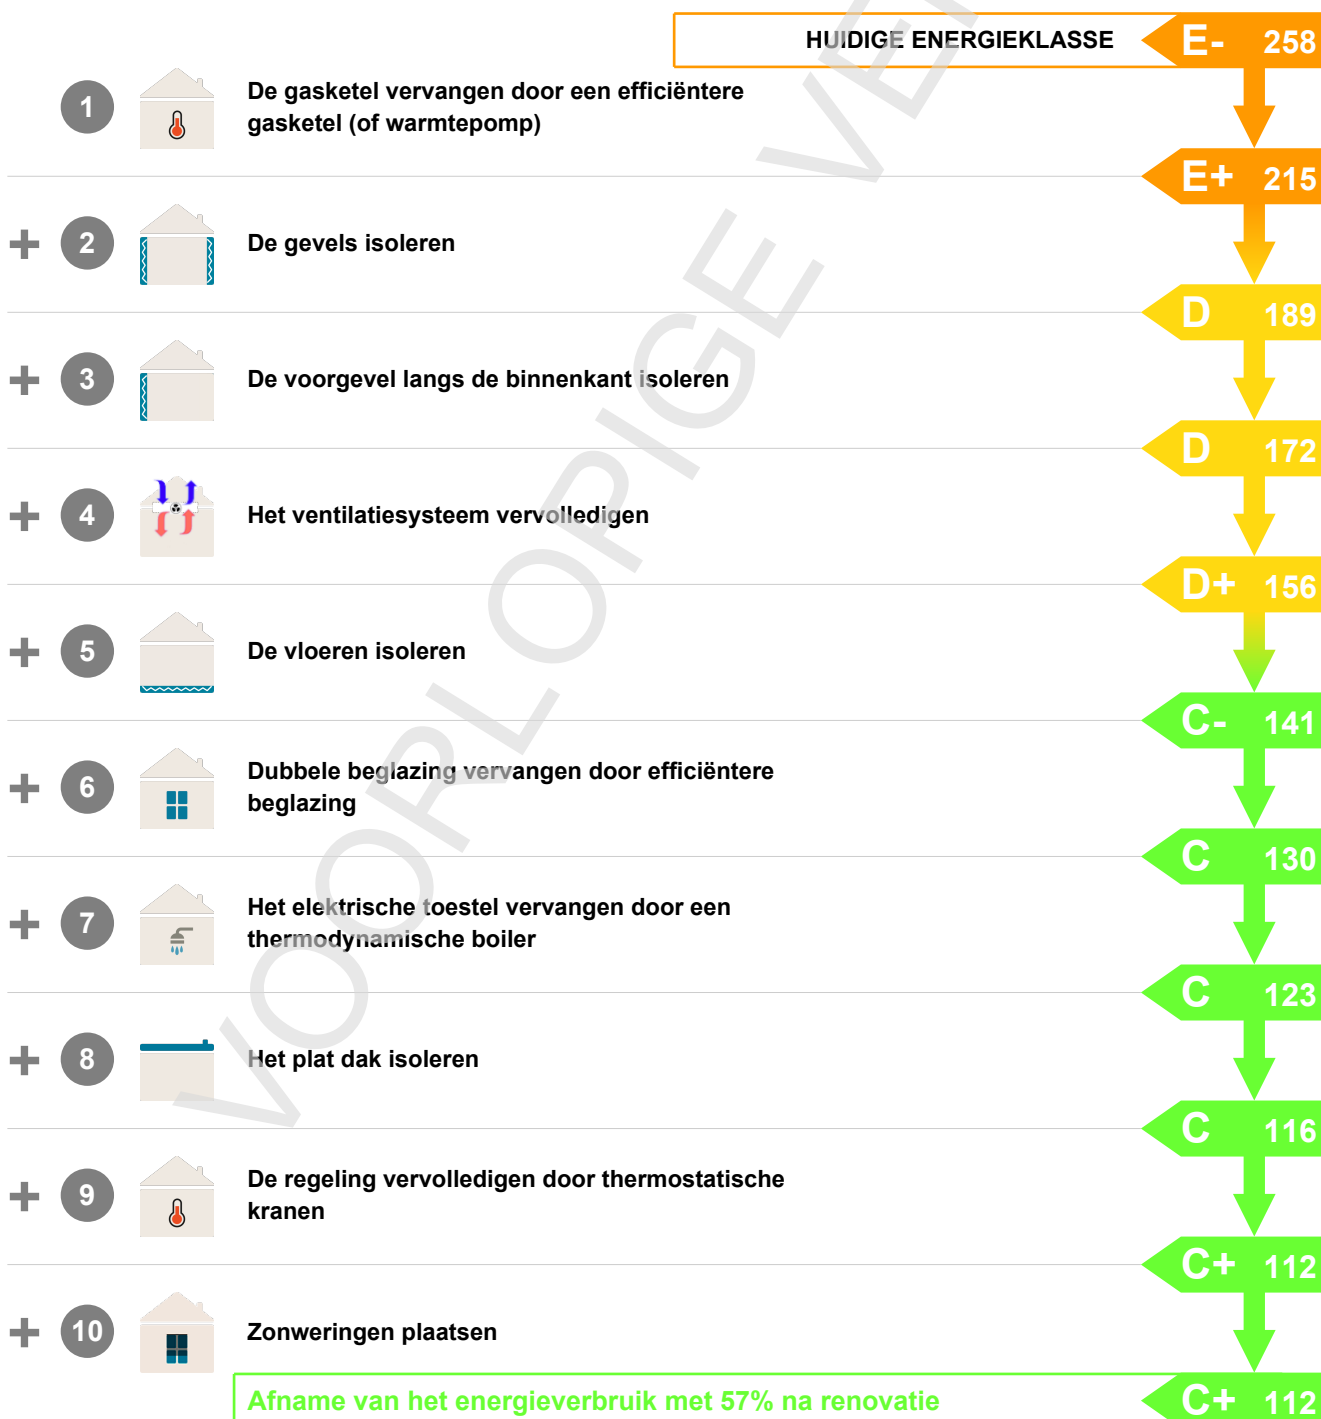 HUIDIGE ENERGIEKLASSE E- 258
1 De gasketel vervangen door een efficiëntere
gasketel (of warmtepomp)
E+ 215
+ 2 De gevels isoleren
D 189
+ 3 De voorgevel langs de binnenkant isoleren
D 172
+ 4 Het ventilatiesysteem vervolledigen
D+ 156
+ 5 De vloeren isoleren
C- 141
+ 6 Dubbele beglazing vervangen door efficiëntere
beglazing
C 130
+ 7 Het elektrische toestel vervangen door een
thermodynamische boiler
C 123
+ 8 Het plat dak isoleren
C 116
+ 9 De regeling vervolledigen door thermostatische
kranen
C+ 112
+ 10 Zonweringen plaatsen
Afname van het energieverbruik met 57% na renovatie C+ 112
VOORLOPIGE